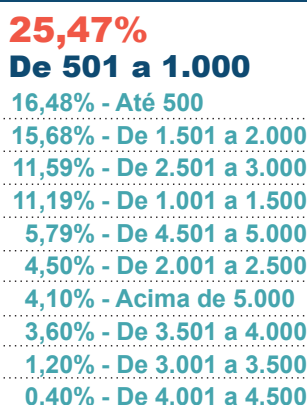 25,47%
De 501 a 1.000
16,48% - Até 500
15,68% - De 1.501 a 2.000
11,59% - De 2.501 a 3.000
11,19% - De 1.001 a 1.500
5,79% - De 4.501 a 5.000
4,50% - De 2.001 a 2.500
4,10% - Acima de 5.000
3,60% - De 3.501 a 4.000
1,20% - De 3.001 a 3.500
0,40% - De 4.001 a 4.500